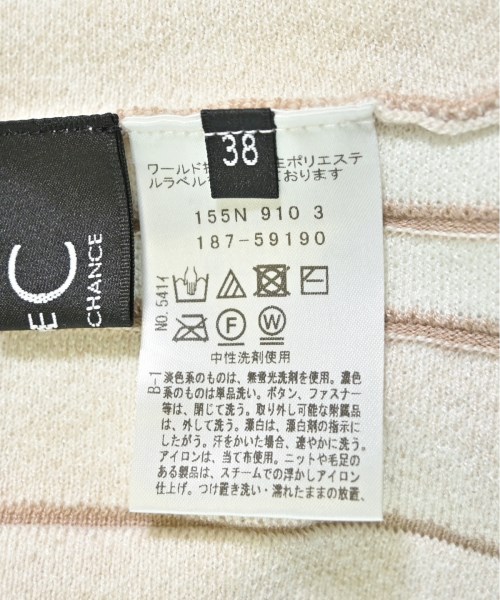 EC
CHANCE
38
ワールド
生ポリエステ
ルラベル
おります
155N 910 3
187-59190
NO. 541イ
F
W
中性洗剤使用
B-1
淡色系のものは、無蛍光洗剤を使用。濃色
系のものは単品洗い。ボタン、ファスナー
等は、閉じて洗う。取り外し可能な附属品
は、外して洗う。漂白は、漂白剤の指示に
したがう。汗をかいた場合、速やかに洗う。
アイロンは、当て布使用。ニットや毛足の
ある製品は、スチームでの浮かしアイロン
仕上げ。つけ置き洗い・濡れたままの放置、